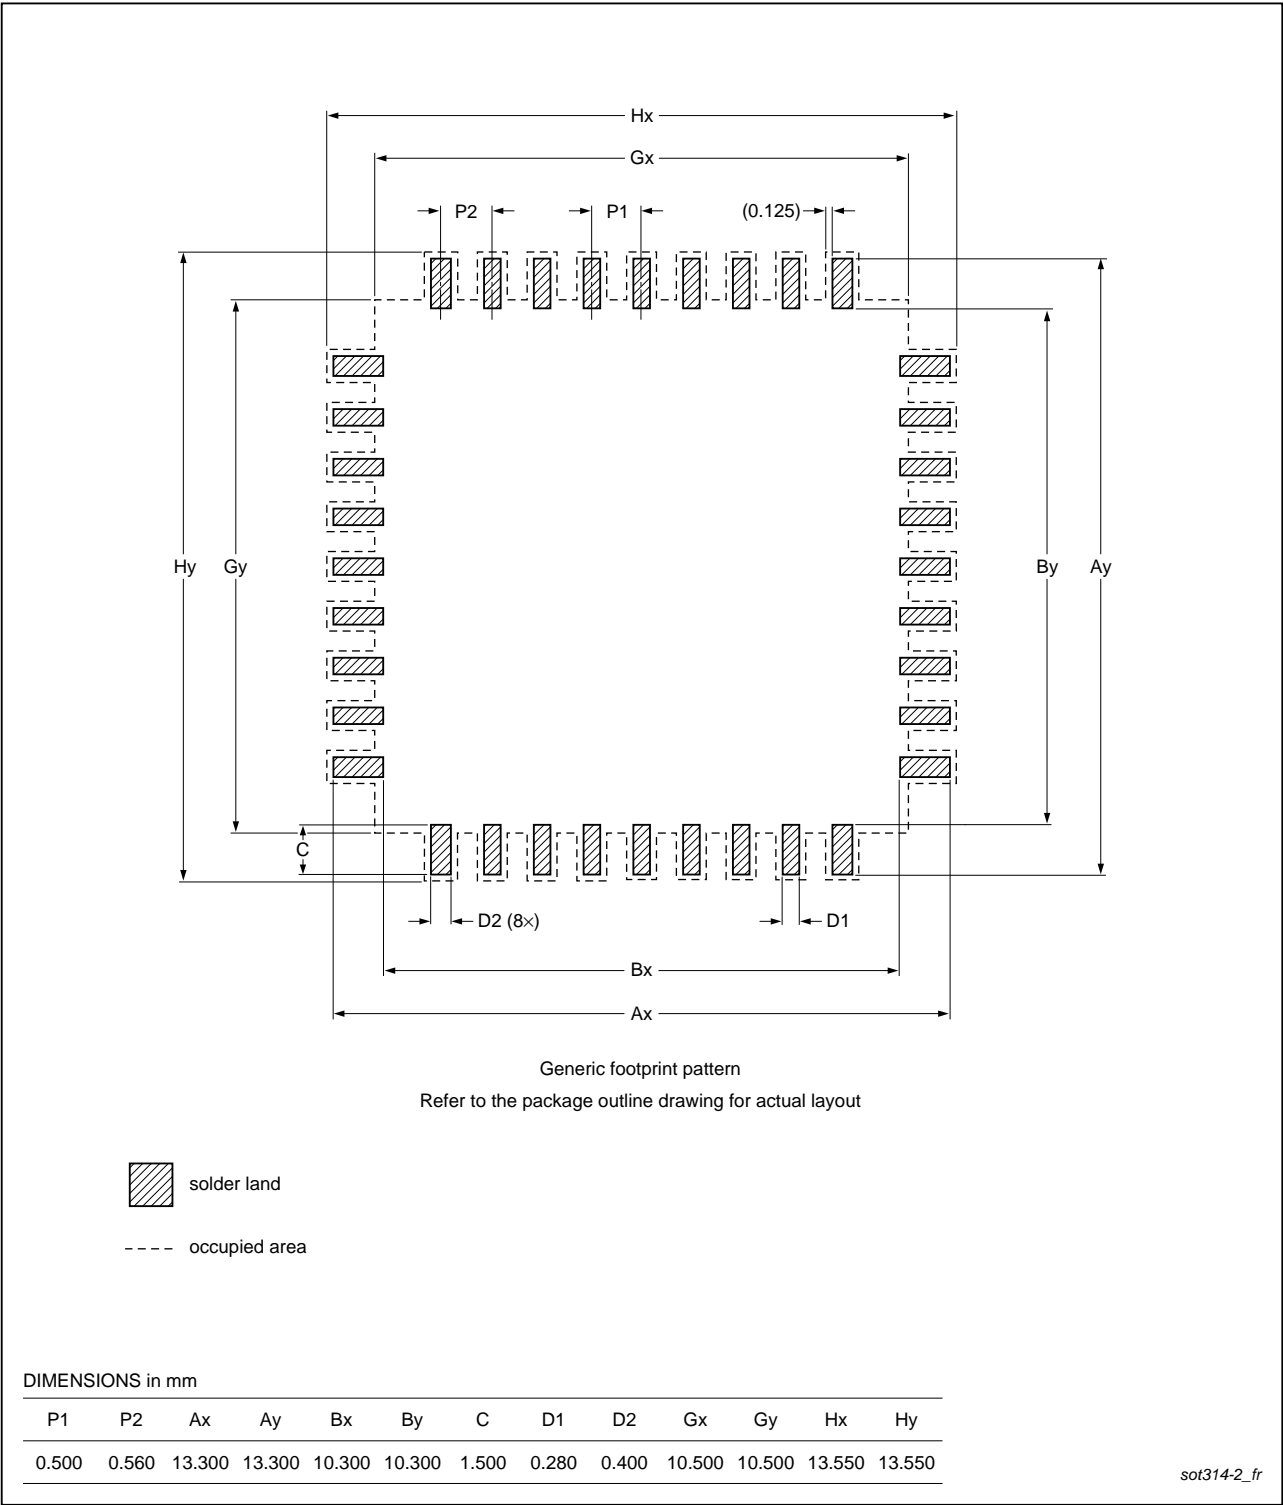 Hx
Gx
P2
P1
(0.125)
Hy
Gy
By
Ay
C
D2 (8×)
D1
Bx
Ax
Generic footprint pattern
Refer to the package outline drawing for actual layout
solder land
occupied area
DIMENSIONS in mm
P1 P2 Ax Ay Bx By C D1 D2 Gx Gy Hx Hy
0.500 0.560 13.300 13.300 10.300 10.300 1.500 0.280 0.400 10.500 10.500 13.550 13.550
sot314-2_fr